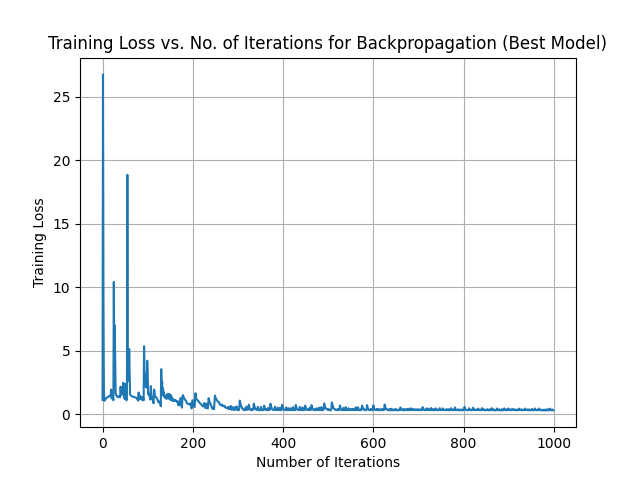 Training Loss vs. No. of Iterations for Backpropagation (Best Model)
25
20
15
10
5
0
Training Loss
0 200 400 600 800 1000
Number of Iterations